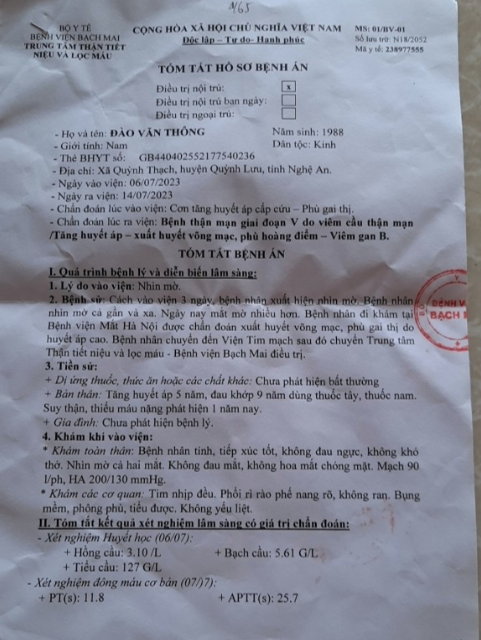 1/65
BỘ Y TẾ
BỆNH VIỆN BẠCH MAI
TRUNG TÂM THẬN TIẾT
NIỆU VÀ LỌC MÁU
CỘNG HÒA XÃ HỘI CHỦ NGHĨA VIỆT NAM
Độc lập – Tự do- Hạnh phúc
MS: 01/BV-01
Số lưu trữ: N18/2052
Mã y tế: 238977555
TÓM TẮT HỒ SƠ BỆNH ÁN
Điều trị nội trú: x
Điều trị nội trú ban ngày:
Điều trị ngoại trú:
- Họ và tên: ĐÀO VĂN THÔNG Năm sinh: 1988
- Giới tính: Nam Dân tộc: Kinh
- Thẻ BHYT số: GB440402552177540236
- Địa chỉ: Xã Quỳnh Thạch, huyện Quỳnh Lưu, tỉnh Nghệ An.
- Ngày vào viện: 06/07/2023
- Ngày ra viện: 14/07/2023
- Chẩn đoán lúc vào viện: Cơn tăng huyết áp cấp cứu – Phù gai thị.
- Chẩn đoán lúc ra viện: Bệnh thận mạn giai đoạn V do viêm cầu thận mạn
/Tăng huyết áp – xuất huyết võng mạc, phù hoàng điểm – Viêm gan B.
TÓM TẮT BỆNH ÁN
I. Quá trình bệnh lý và diễn biến lâm sàng:
1. Lý do vào viện: Nhìn mờ.
2. Bệnh sử: Cách vào viện 3 ngày, bệnh nhân xuất hiện nhìn mờ. Bệnh nhân
nhìn mờ cả gần và xa. Ngày nay mắt mờ nhiều hơn. Bệnh nhân đi khám tại
Bệnh viện Mắt Hà Nội được chẩn đoán xuất huyết võng mạc, phù gai thị do
huyết áp cao. Bệnh nhân chuyển đến Viện Tim mạch sau đó chuyển Trung tâm
Thận tiết niệu và lọc máu - Bệnh viện Bạch Mai điều trị.
BỆNH V
BẠCH M
3. Tiền sử:
+ Dị ứng thuốc, thức ăn hoặc các chất khác: Chưa phát hiện bất thường
+ Bản thân: Tăng huyết áp 5 năm, đau khớp 9 năm dùng thuốc tây, thuốc nam.
Suy thận, thiếu máu nặng phát hiện 1 năm nay.
+ Gia đình: Chưa phát hiện bệnh lý.
4. Khám khi vào viện:
* Khám toàn thân: Bệnh nhân tỉnh, tiếp xúc tốt, không đau ngực, không khó
thở. Nhìn mờ cả hai mắt. Không đau mắt, không hoa mắt chóng mặt. Mạch 90
l/ph, HA 200/130 mmHg.
* Khám các cơ quan: Tim nhịp đều. Phổi rì rào phế nang rõ, không ran. Bụng
mềm, phông phủ, tiểu được. Không yếu liệt.
II. Tóm tắt kết quả xét nghiệm lâm sàng có giá trị chẩn đoán:
- Xét nghiệm Huyết học (06/07):
+ Hồng cầu: 3.10 /L + Bạch cầu: 5.61 G/L
+ Tiểu cầu: 127 G/L
- Xét nghiệm đông máu cơ bản (07/)7):
+ PT(s): 11.8 + APTT(s): 25.7